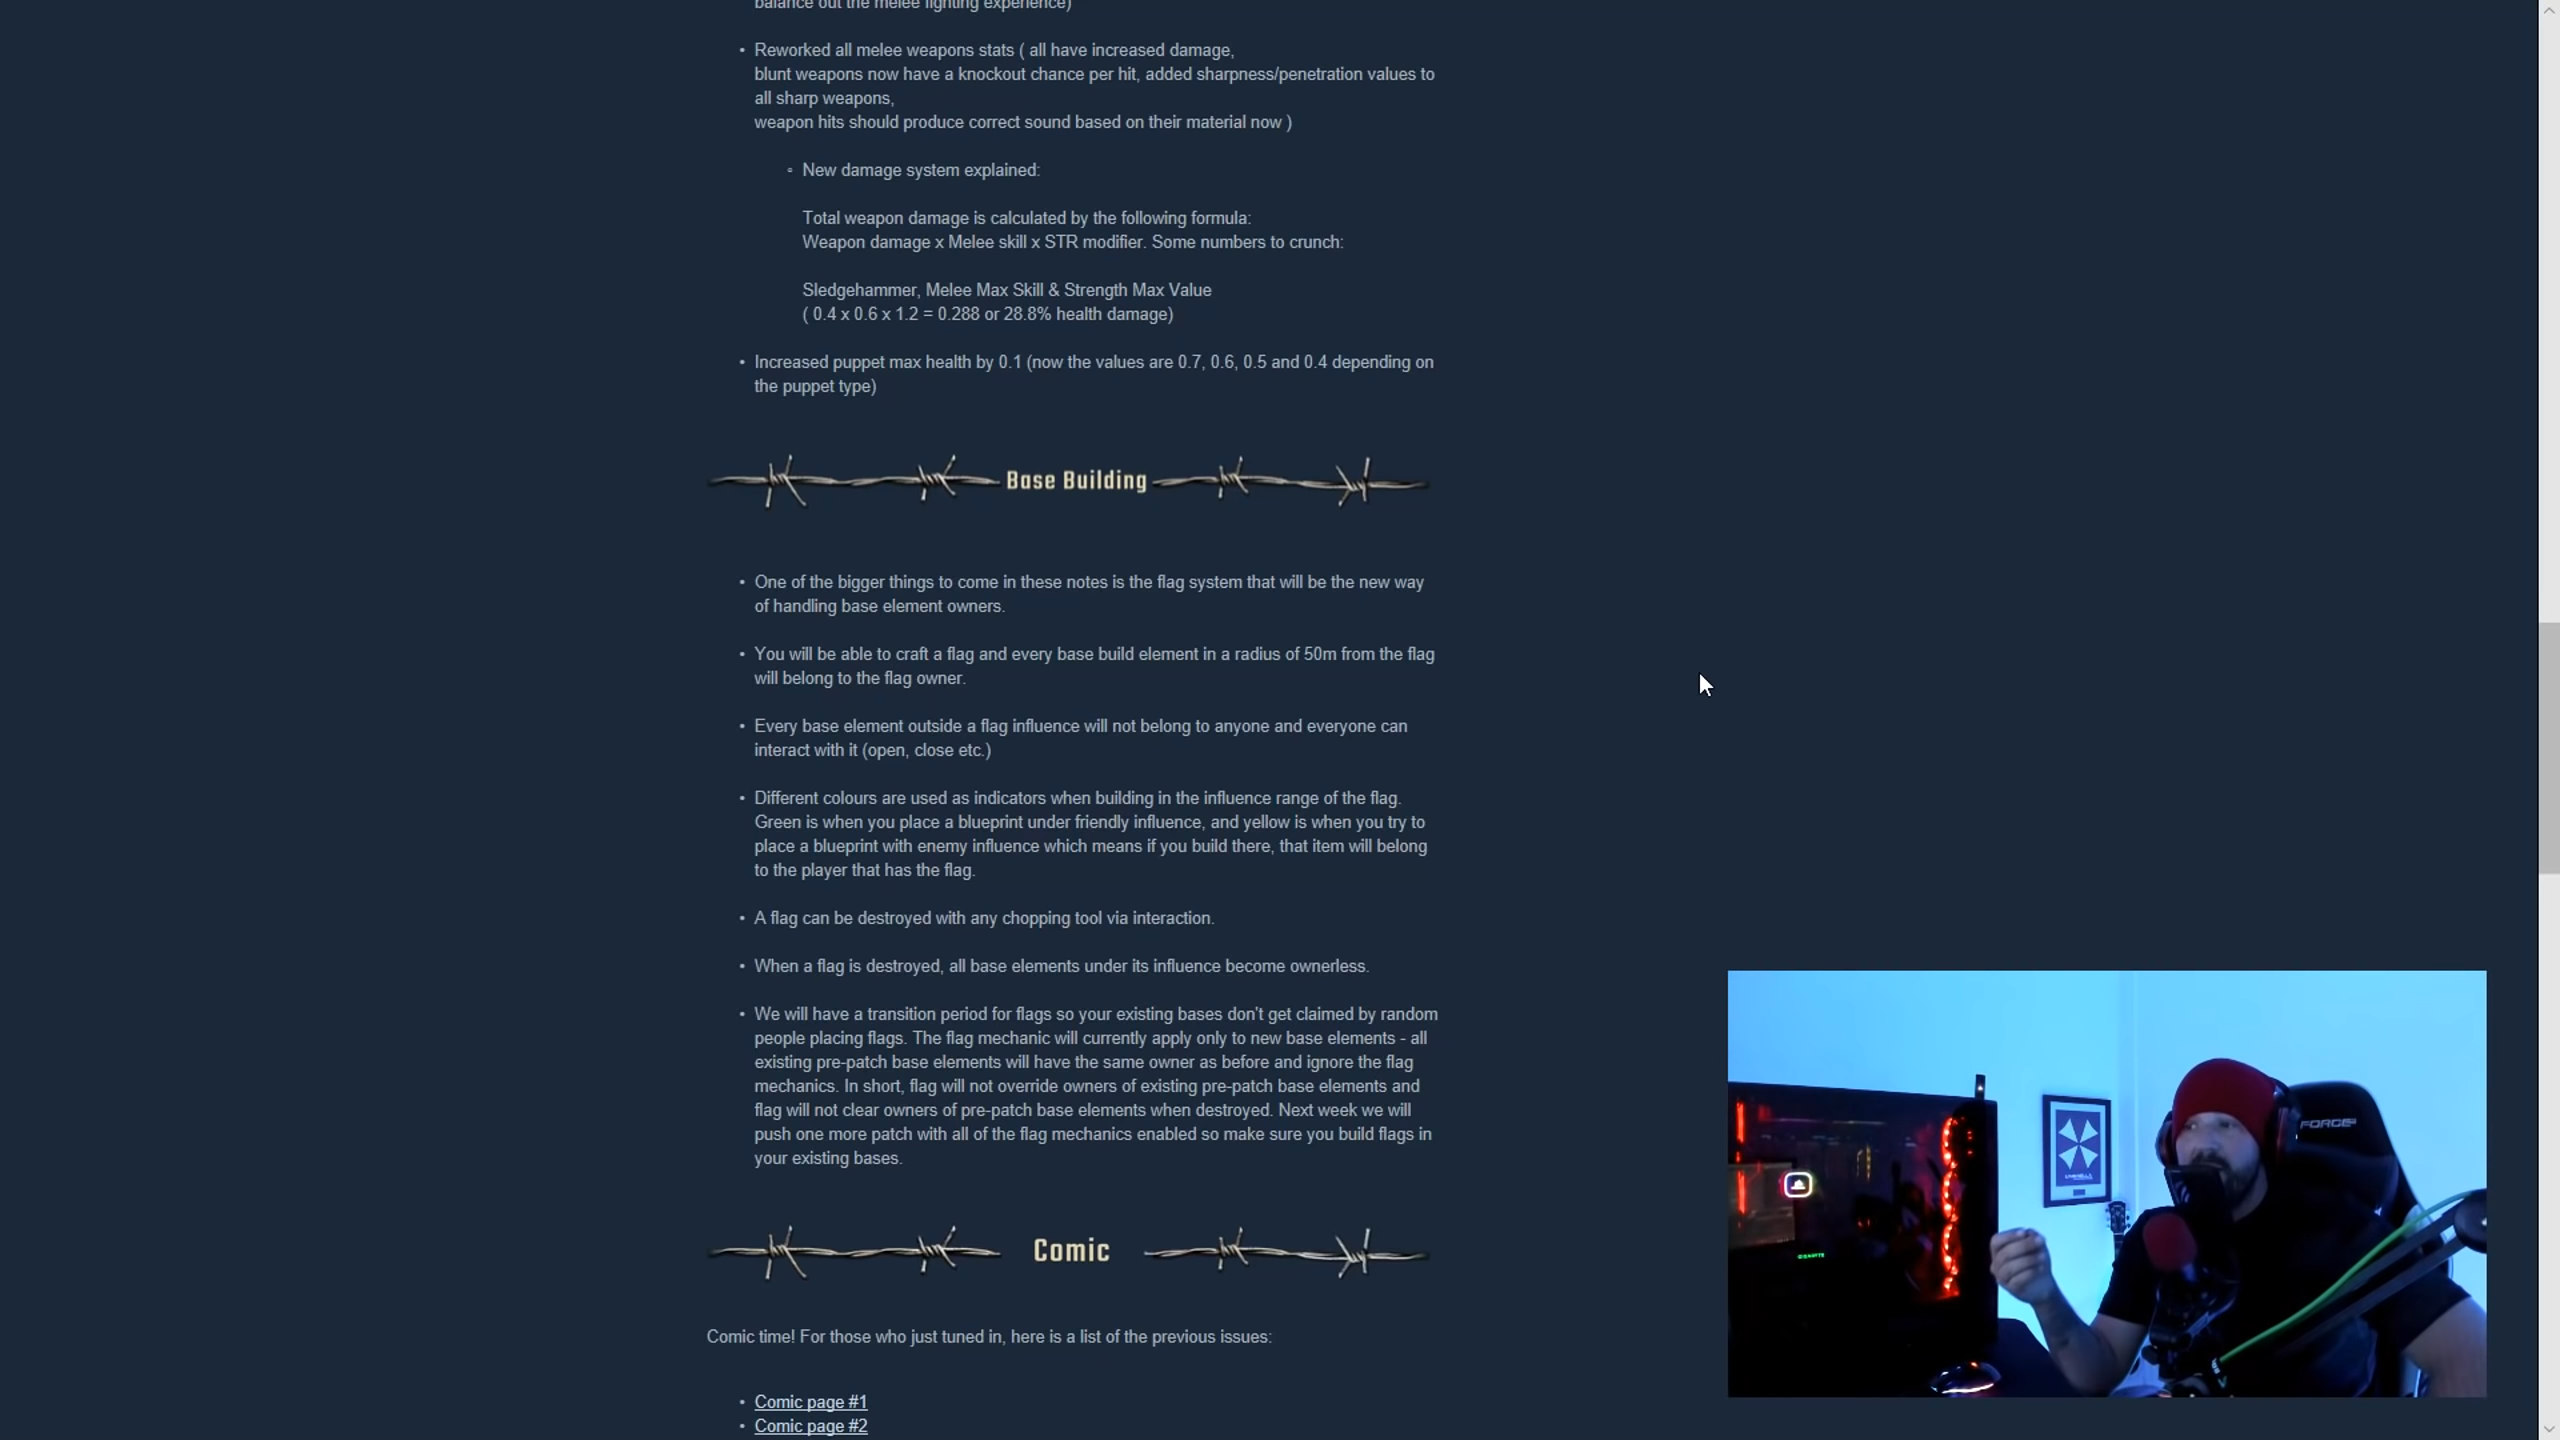 balance out the melee fighting experience)
• Reworked all melee weapons stats ( all have increased damage,
blunt weapons now have a knockout chance per hit, added sharpness/penetration values to
all sharp weapons,
weapon hits should produce correct sound based on their material now )
◦ New damage system explained:
Total weapon damage is calculated by the following formula:
Weapon damage x Melee skill x STR modifier. Some numbers to crunch:
Sledgehammer, Melee Max Skill & Strength Max Value
( 0.4 x 0.6 x 1.2 = 0.288 or 28.8% health damage)
• Increased puppet max health by 0.1 (now the values are 0.7, 0.6, 0.5 and 0.4 depending on
the puppet type)
Base Building
• One of the bigger things to come in these notes is the flag system that will be the new way
of handling base element owners.
• You will be able to craft a flag and every base build element in a radius of 50m from the flag
will belong to the flag owner.
• Every base element outside a flag influence will not belong to anyone and everyone can
interact with it (open, close etc.)
• Different colours are used as indicators when building in the influence range of the flag.
Green is when you place a blueprint under friendly influence, and yellow is when you try to
place a blueprint with enemy influence which means if you build there, that item will belong
to the player that has the flag.
• A flag can be destroyed with any chopping tool via interaction.
• When a flag is destroyed, all base elements under its influence become ownerless.
• We will have a transition period for flags so your existing bases don't get claimed by random
people placing flags. The flag mechanic will currently apply only to new base elements - all
existing pre-patch base elements will have the same owner as before and ignore the flag
mechanics. In short, flag will not override owners of existing pre-patch base elements and
flag will not clear owners of pre-patch base elements when destroyed. Next week we will
push one more patch with all of the flag mechanics enabled so make sure you build flags in
your existing bases.
Comic
Comic time! For those who just tuned in, here is a list of the previous issues:
• Comic page #1
• Comic page #2
FORCE
GIGABYTE